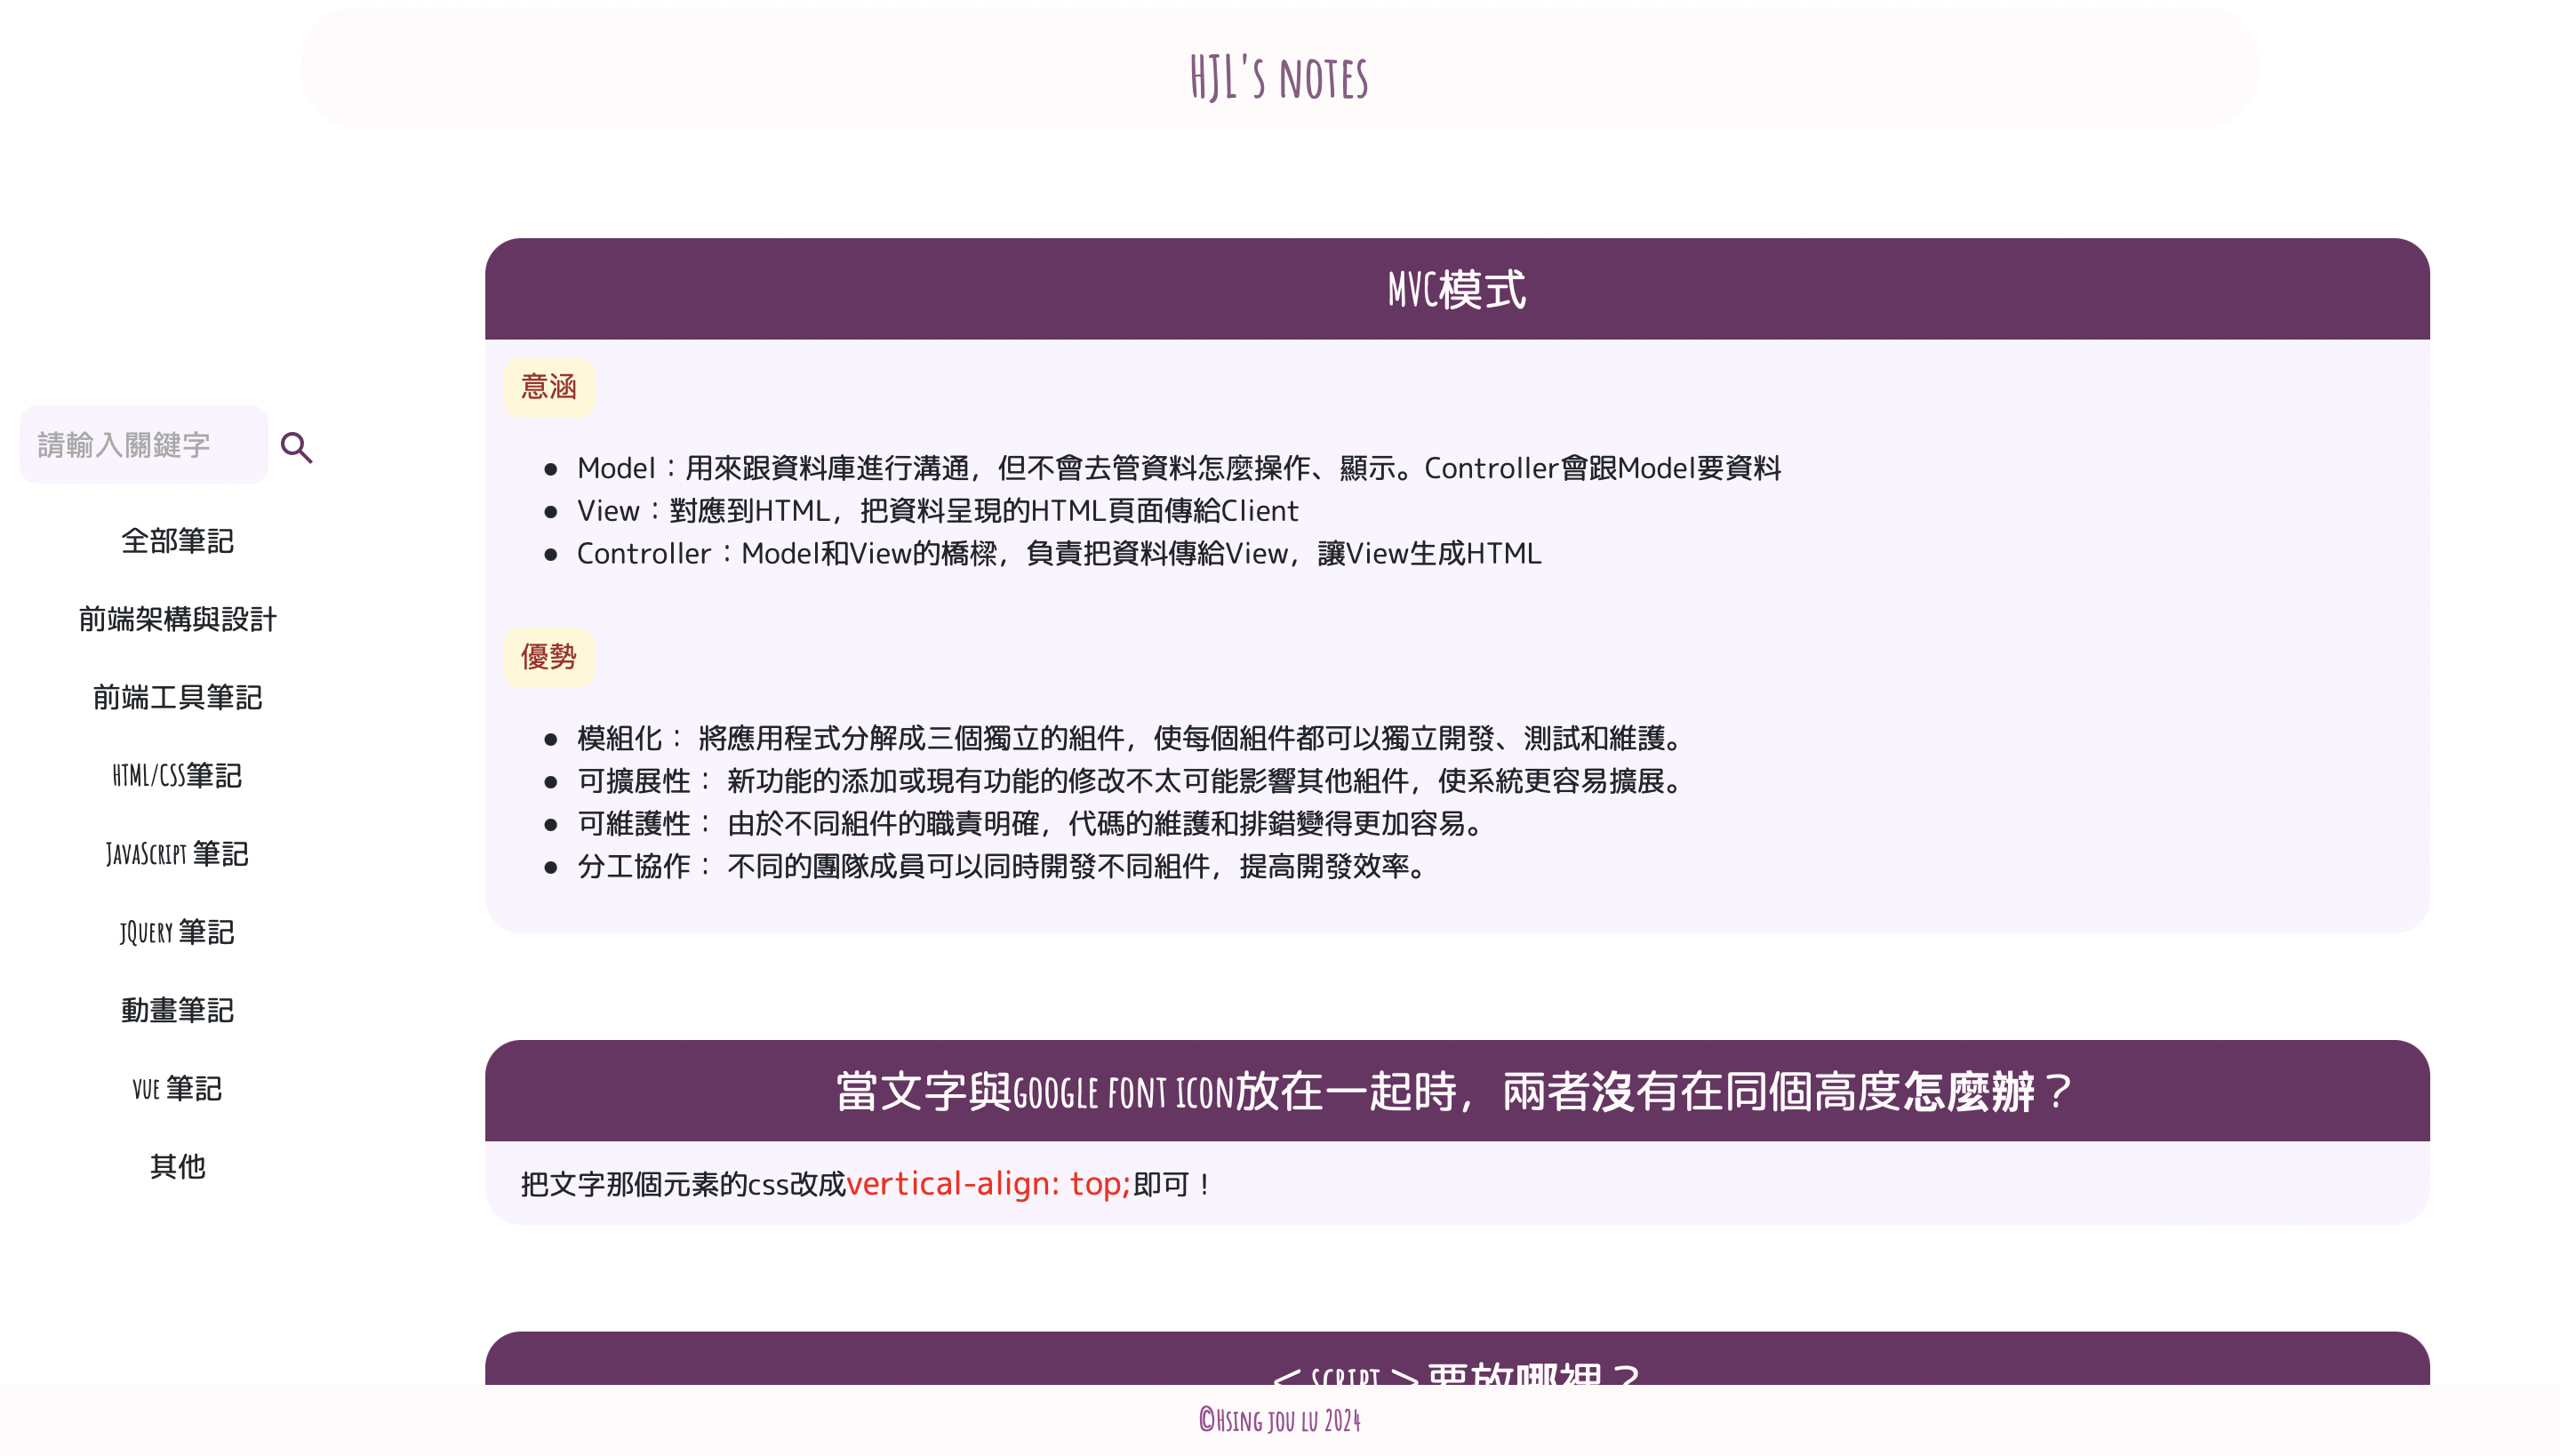 HJL's notes
請輸入關鍵字
全部筆記
前端架構與設計
前端工具筆記
HTML/CSS筆記
JavaScript 筆記
jQuery 筆記
動畫筆記
Vue 筆記
其他
MVC模式
意涵
● Model：用來跟資料庫進行溝通，但不會去管資料怎麼操作、顯示。Controller會跟Model要資料
● View：對應到HTML，把資料呈現的HTML頁面傳給Client
● Controller：Model和View的橋樑，負責把資料傳給View，讓View生成HTML
優勢
● 模組化： 將應用程式分解成三個獨立的組件，使每個組件都可以獨立開發、測試和維護。
● 可擴展性： 新功能的添加或現有功能的修改不太可能影響其他組件，使系統更容易擴展。
● 可維護性： 由於不同組件的職責明確，代碼的維護和排錯變得更加容易。
● 分工協作： 不同的團隊成員可以同時開發不同組件，提高開發效率。
當文字與google font icon放在一起時，兩者沒有在同個高度怎麼辦？
把文字那個元素的css改成vertical-align: top;即可！
＜script＞要放哪裡？
©Hsing jou lu 2024